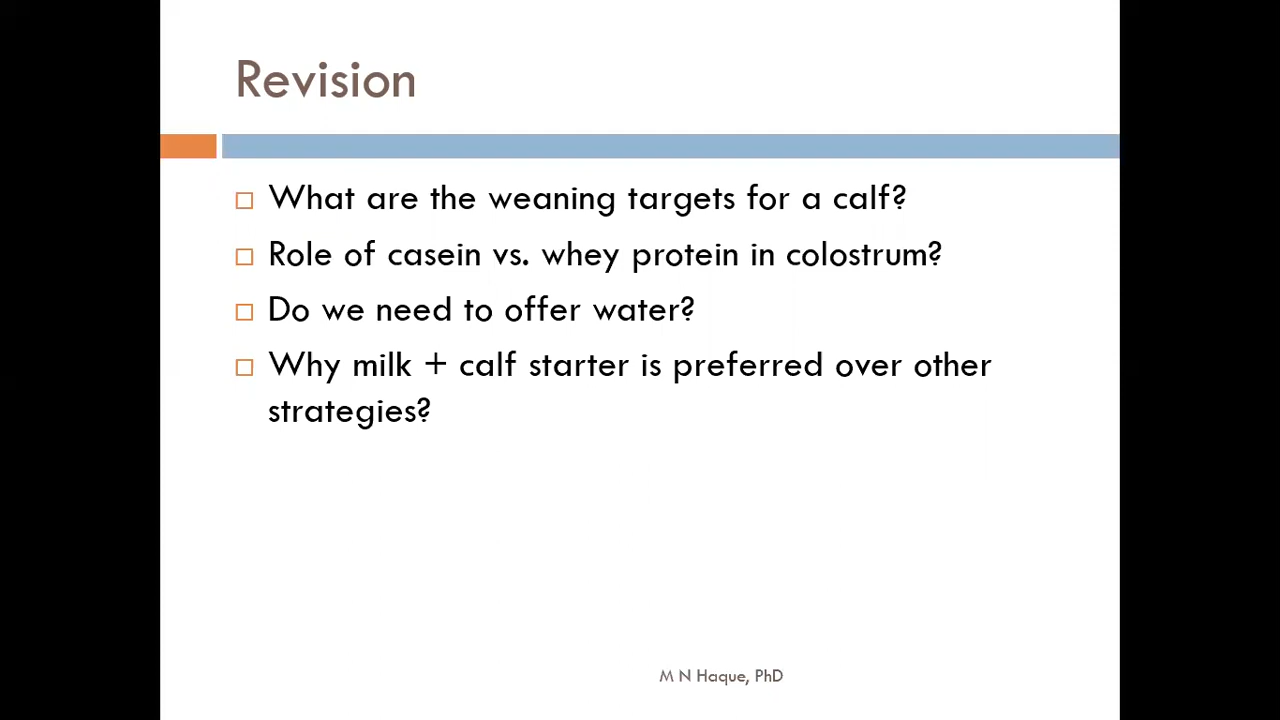 Revision
What are the weaning targets for a calf?
Role of casein vs. whey protein in colostrum?
Do we need to offer water?
Why milk + calf starter is preferred over other
strategies?
M N Haque, PhD